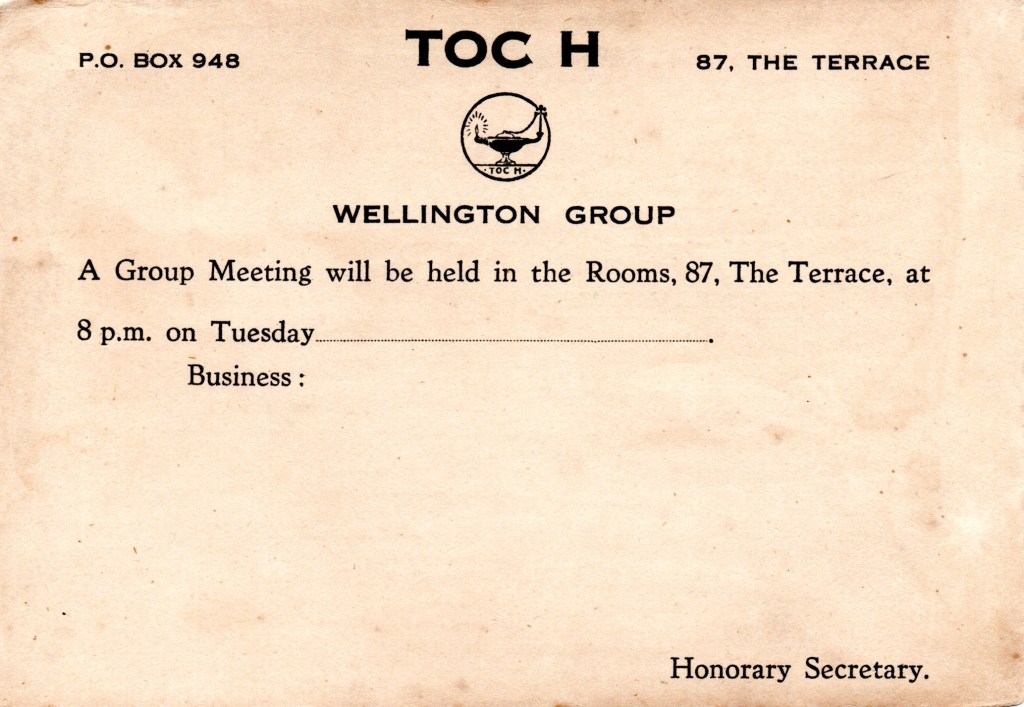 P.O. BOX 948
TOC H
87, THE TERRACE
TOC H
WELLINGTON GROUP
A Group Meeting will be held in the Rooms, 87, The Terrace, at
8 p.m. on Tuesday.
Business :
Honorary Secretary.